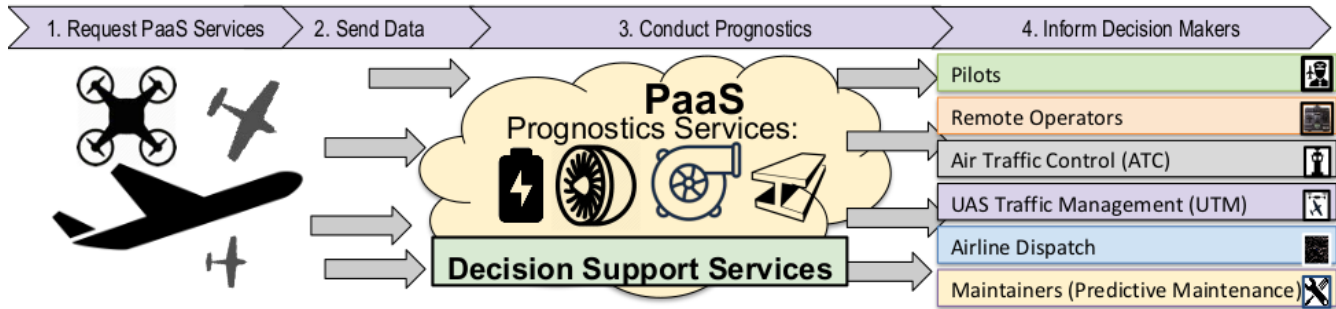 1. Request PaaS Services
2. Send Data
3. Conduct Prognostics
4. Inform Decision Makers
PaaS
Prognostics Services:
Decision Support Services
Pilots
Remote Operators
Air Traffic Control (ATC)
UAS Traffic Management (UTM)
Airline Dispatch
Maintainers (Predictive Maintenance)